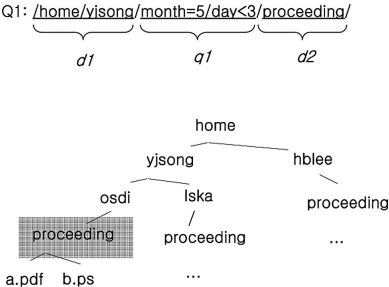 Q1: /home/yjsong/month=5/day<3/proceeding/
d1 q1 d2
home
yjsong hblee
osdi Iska
proceeding
proceeding proceeding
...
a.pdf b.ps ...